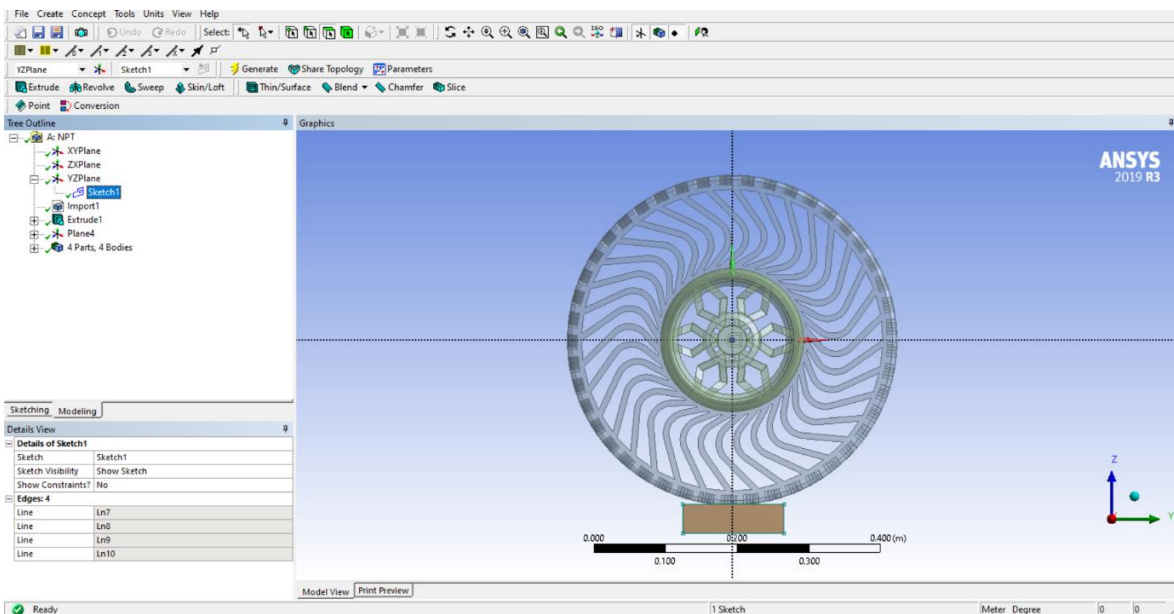 File Create Concept Tools Units View Help
Undo Redo Select:
YZPlane Sketch1 Generate Share Topology Parameters
Extrude Revolve Sweep Skin/Loft Thin/Surface Blend Chamfer Slice
Point Conversion
Tree Outline
A: NPT
XYPlane
ZXPlane
YZPlane
Sketch1
Import1
Extrude1
Plane4
4 Parts, 4 Bodies
Sketching Modeling
Details View
Details of Sketch1
Sketch Sketch1
Sketch Visibility Show Sketch
Show Constraints? No
Edges: 4
Line Ln7
Line Ln8
Line Ln9
Line Ln10
Graphics
ANSYS
2019 R3
Z
Y
0.000 0.200 0.400 (m)
0.100 0.300
Model View Print Preview
Ready 1 Sketch Meter Degree 0 0